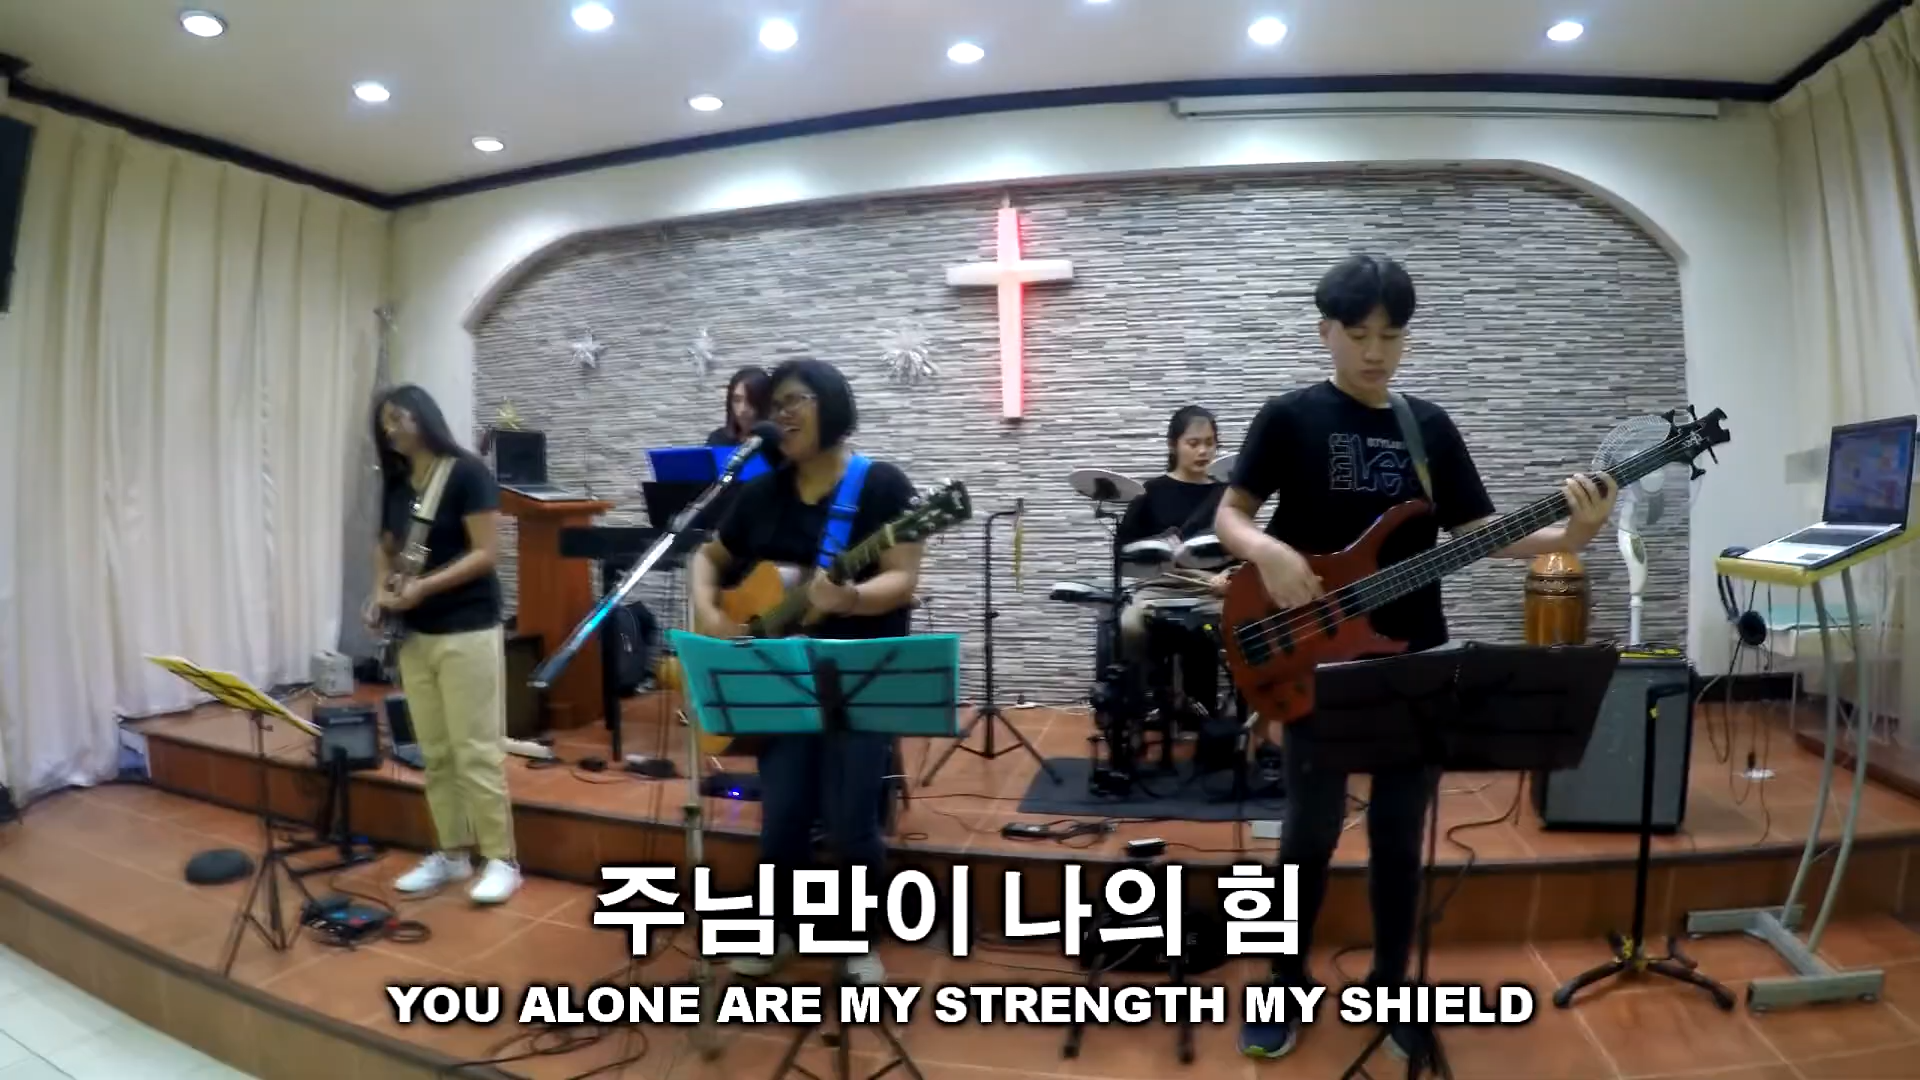 주님만이 나의 힘
YOU ALONE ARE MY STRENGTH MY SHIELD